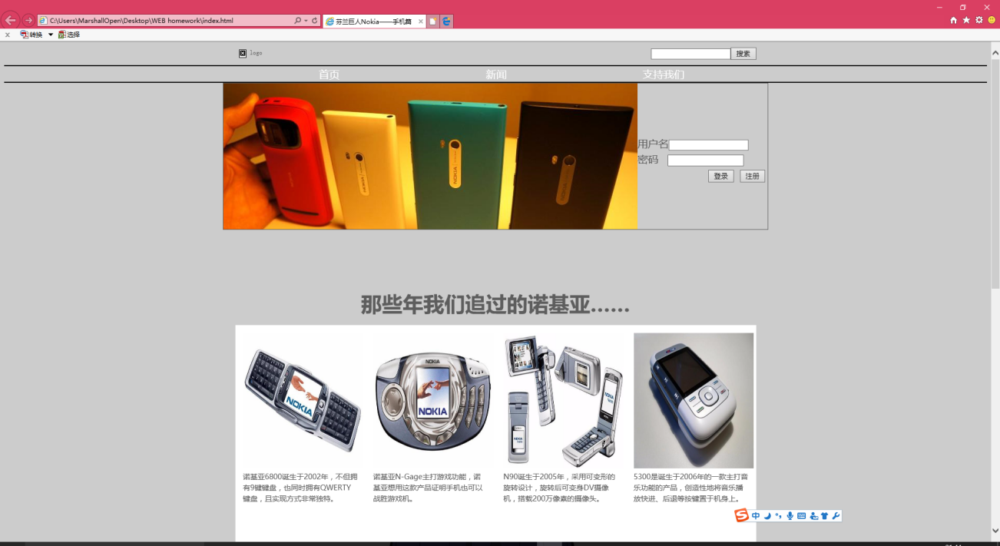 C:\Users\MarshallOpen\Desktop\WEB homework\index.html
芬兰巨人Nokia——手机篇
转换
选择
logo
搜索
首页
新闻
支持我们
NOKIA
NOKIA
NOKIA
用户名
密码
登录
注册
那些年我们追过的诺基亚……
NOKIA
NOKIA
NOKIA
NOKIA
NOKIA
诺基亚6800诞生于2002年，不但拥
有9键键盘，也同时拥有QWERTY
键盘，且实现方式非常独特。
诺基亚N-Gage主打游戏功能，诺
基亚想用这款产品证明手机也可以
战胜游戏机。
N90诞生于2005年，采用可变形的
旋转设计，旋转后可变身DV摄像
机，搭载200万像素的摄像头。
5300是诞生于2006年的一款主打音
乐功能的产品，创造性地将音乐播
放快进、后退等按键置于机身上。
中